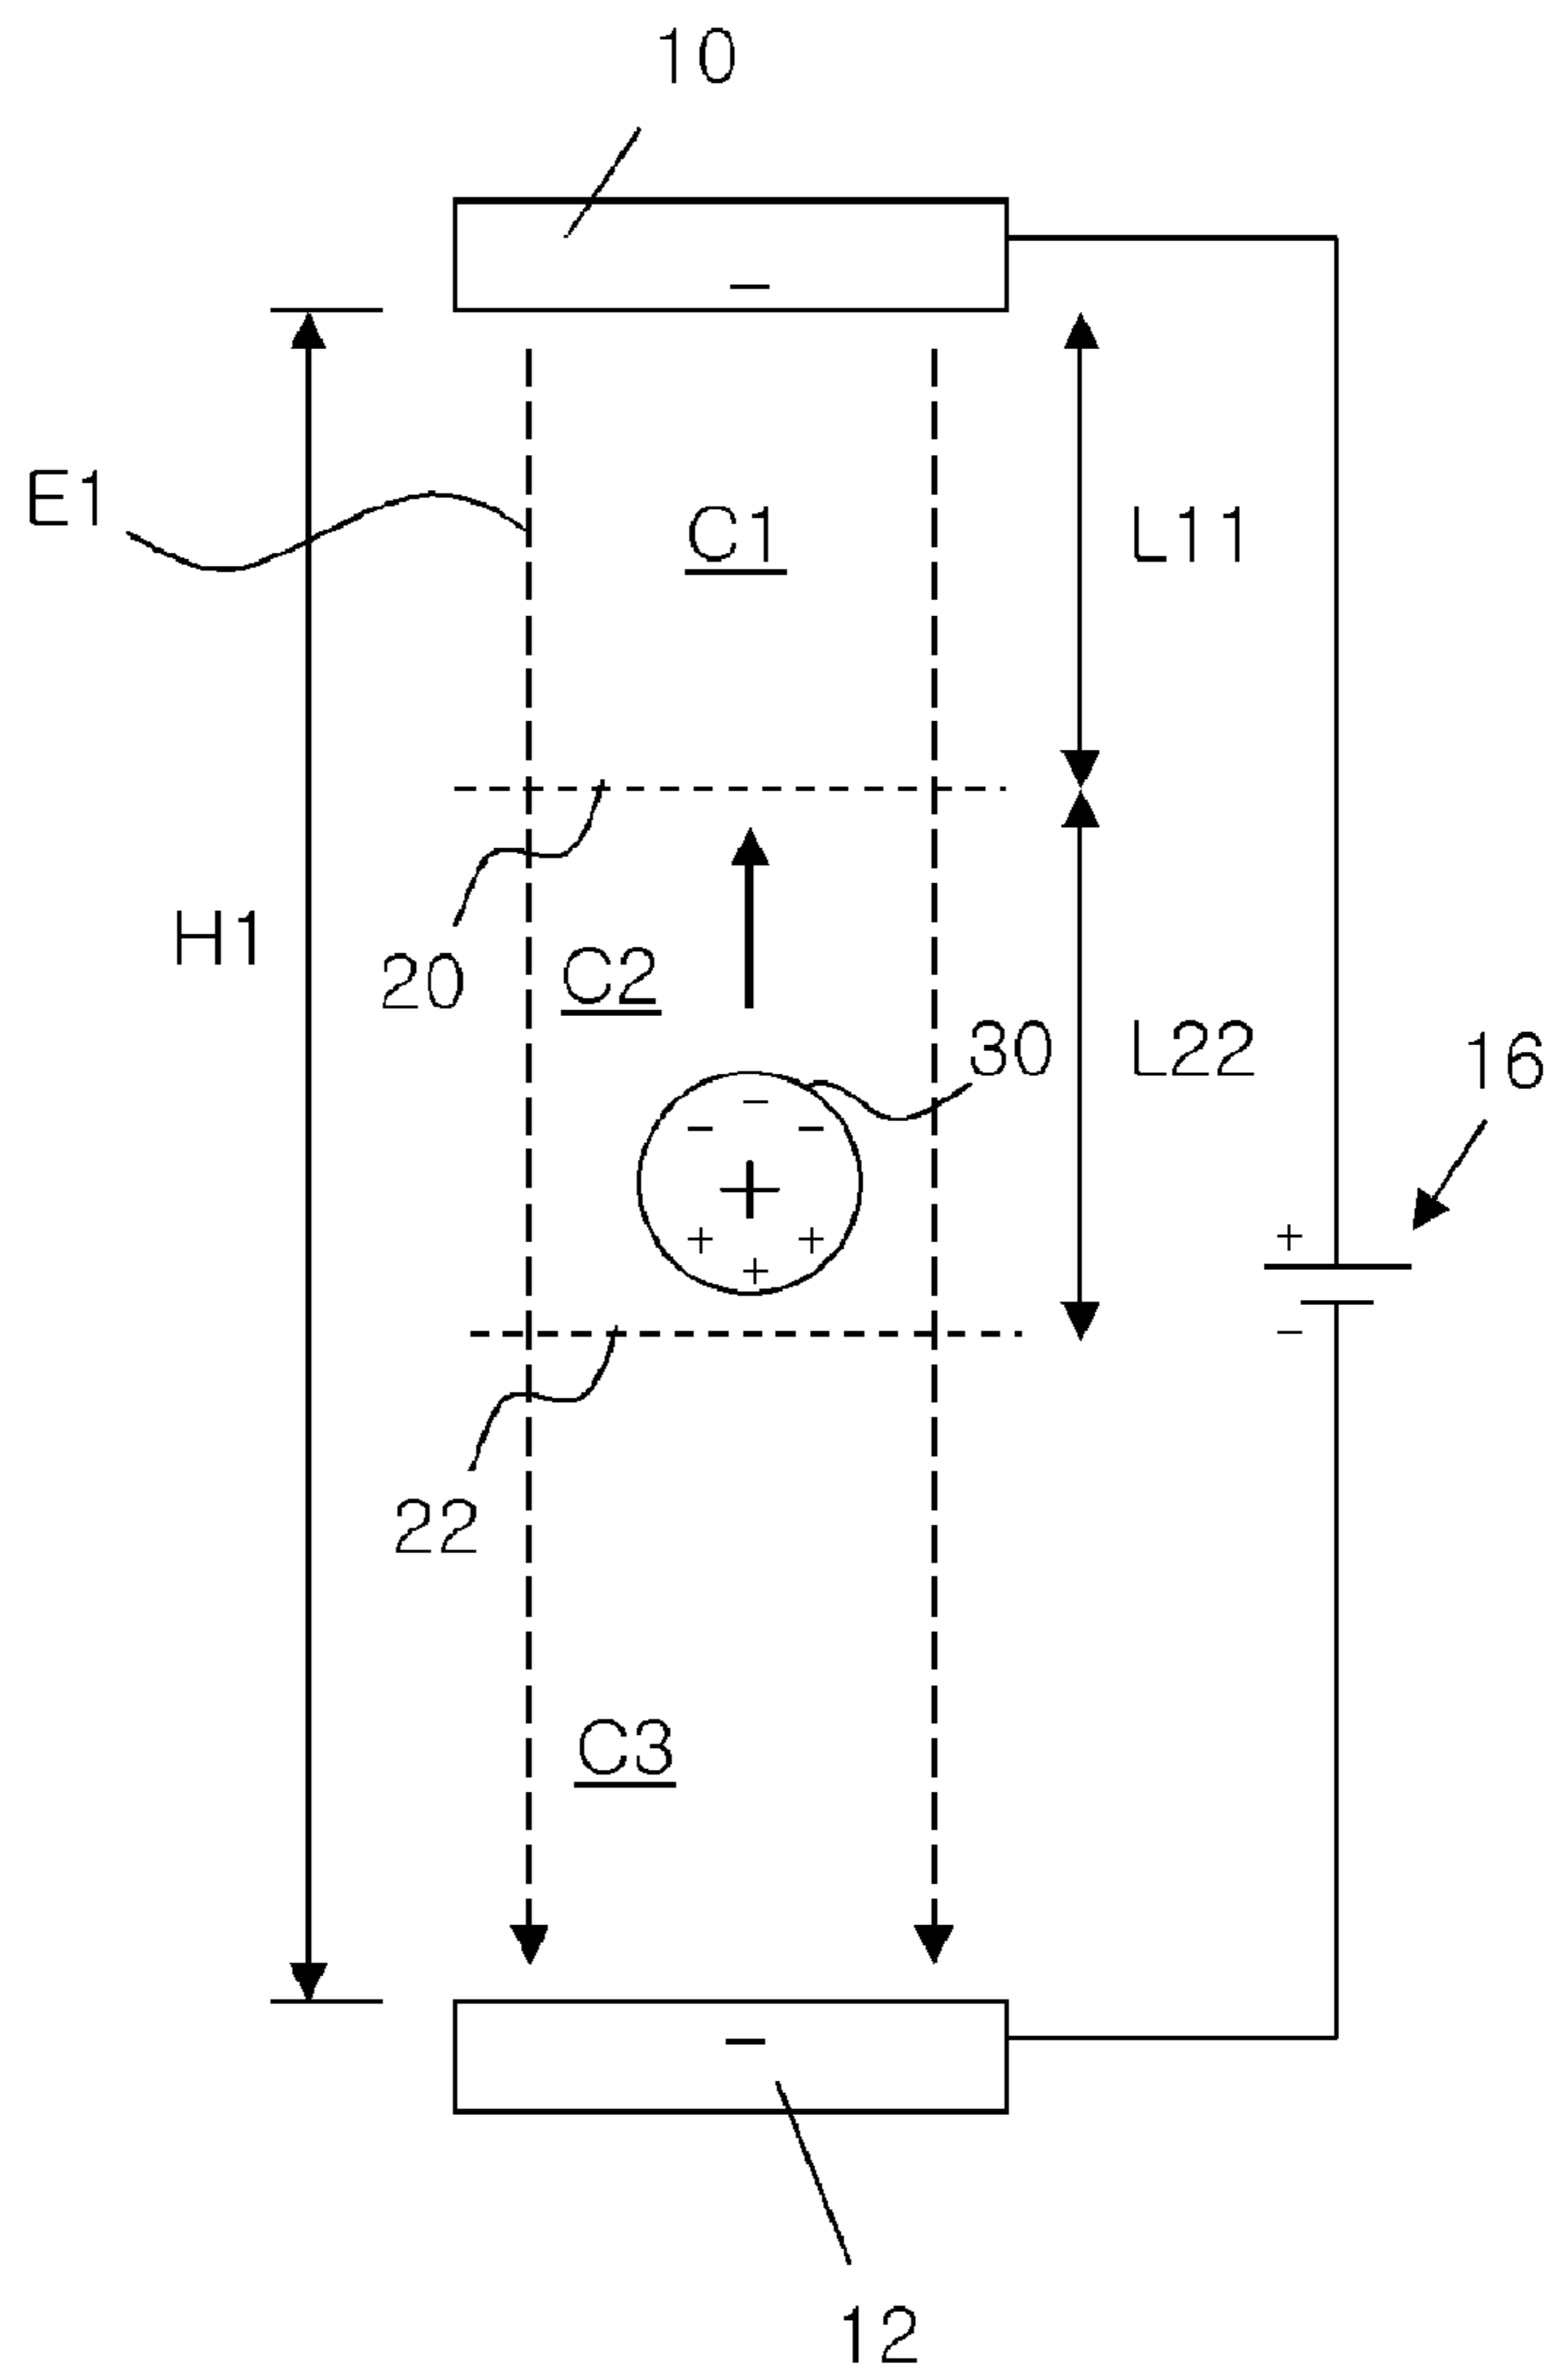 10
-
E1
C1
L11
20
H1
C2
30
L22
16
-
- -
+
+ +
+
+
-
22
C3
-
12